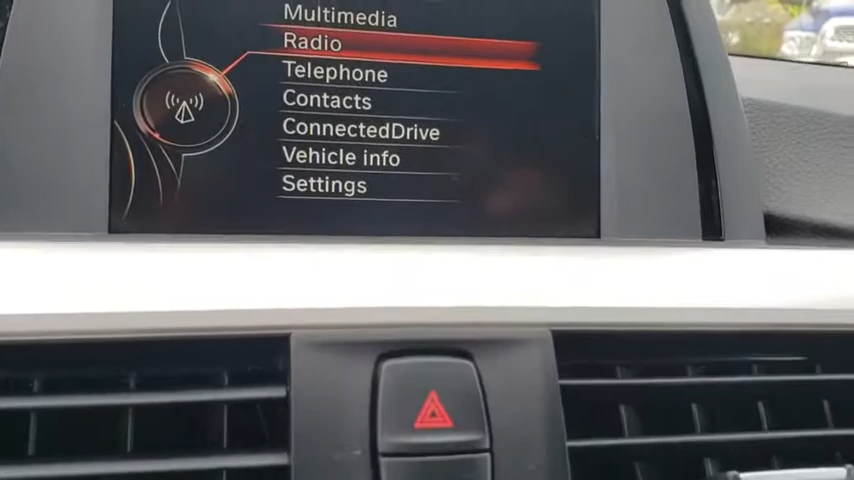 Multimedia
Radio
Telephone
Contacts
ConnectedDrive
Vehicle info
Settings